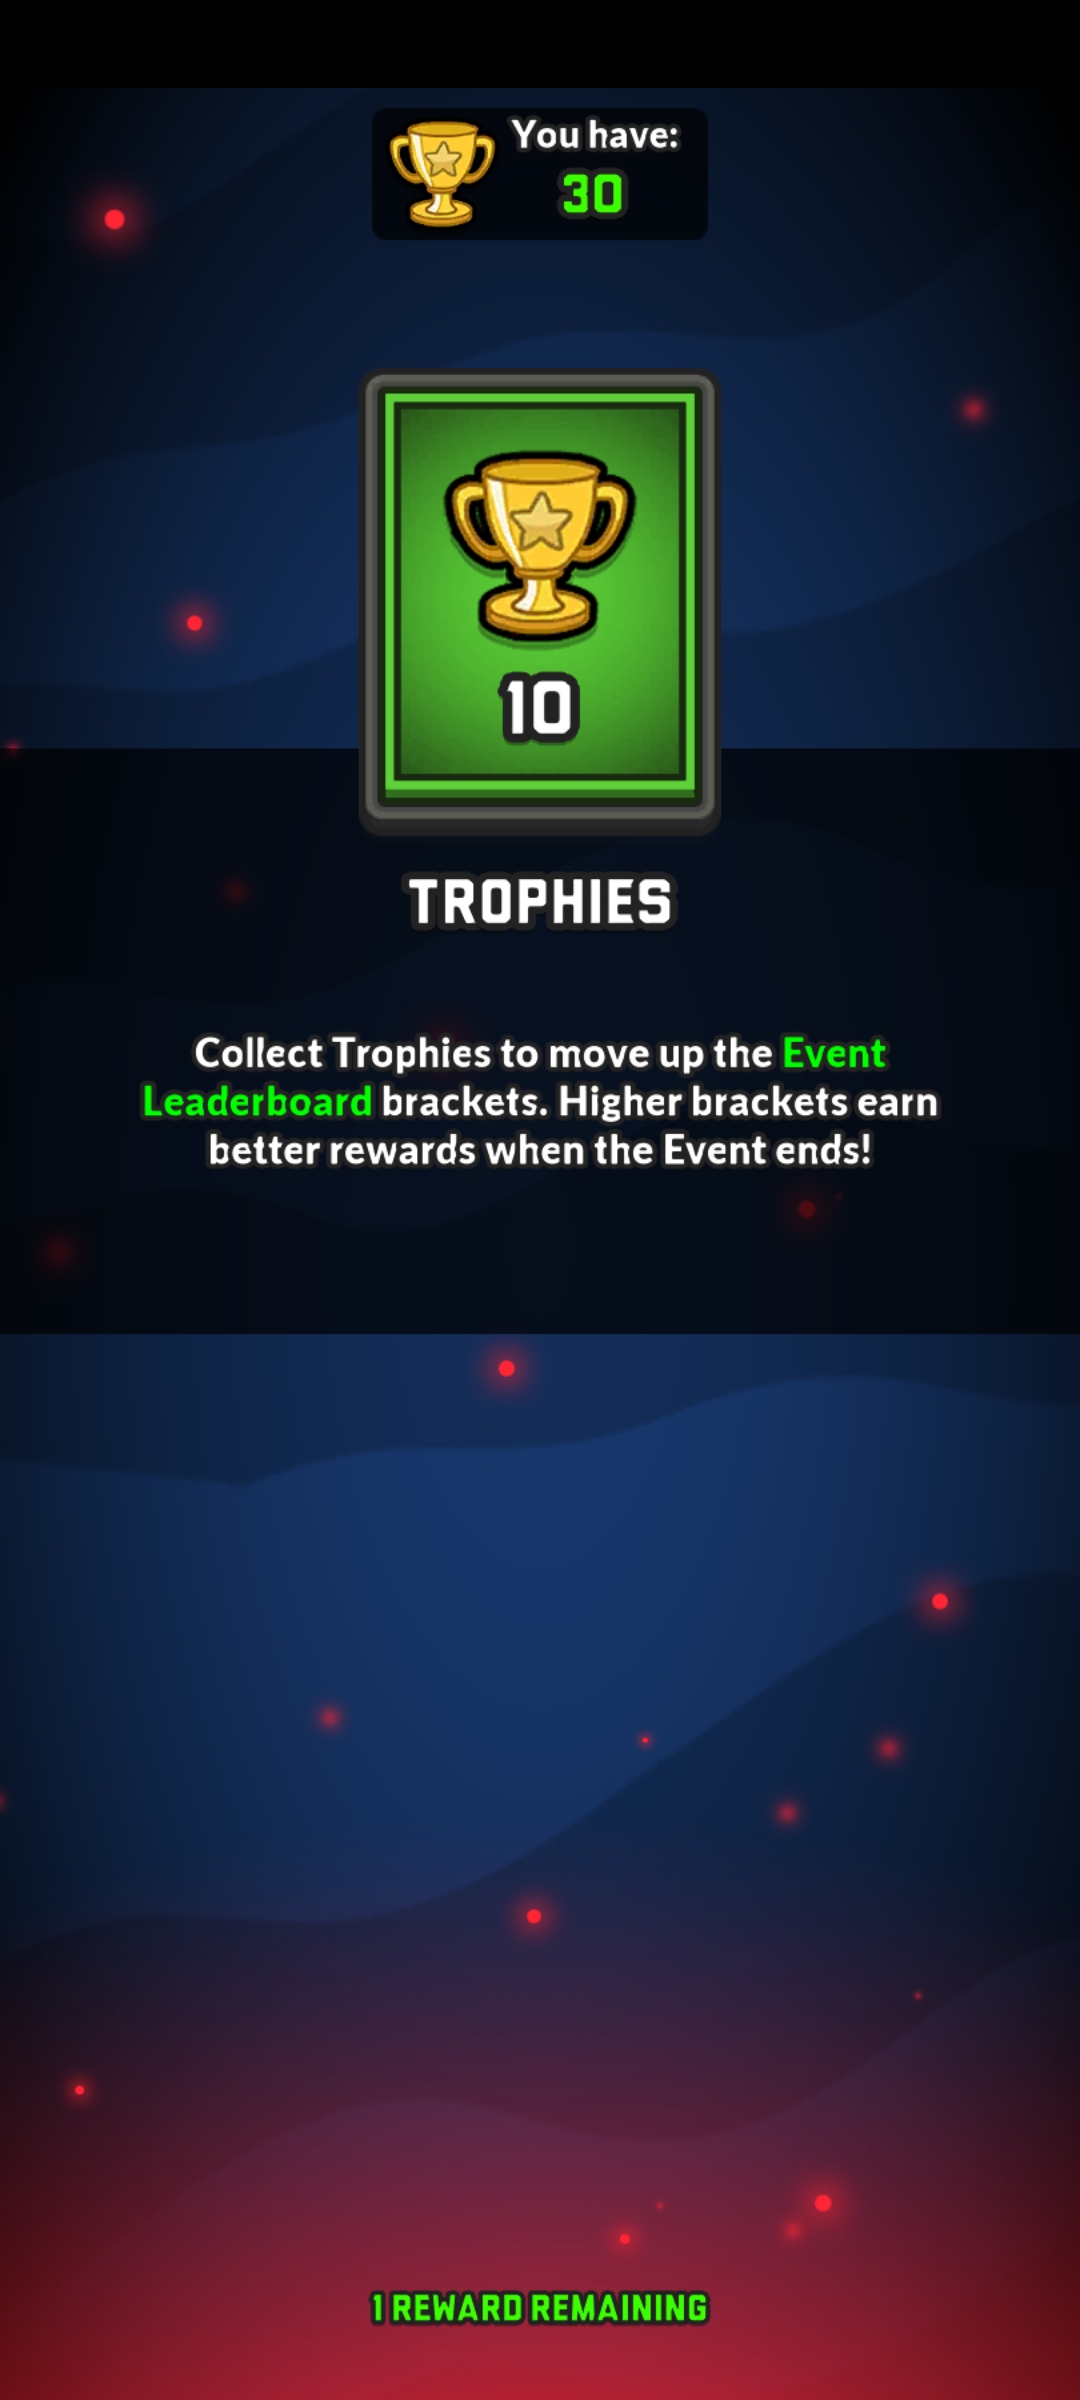 You have:
30
10
TROPHIES
Collect Trophies to move up the Event
Leaderboard brackets. Higher brackets earn
better rewards when the Event ends!
1 REWARD REMAINING